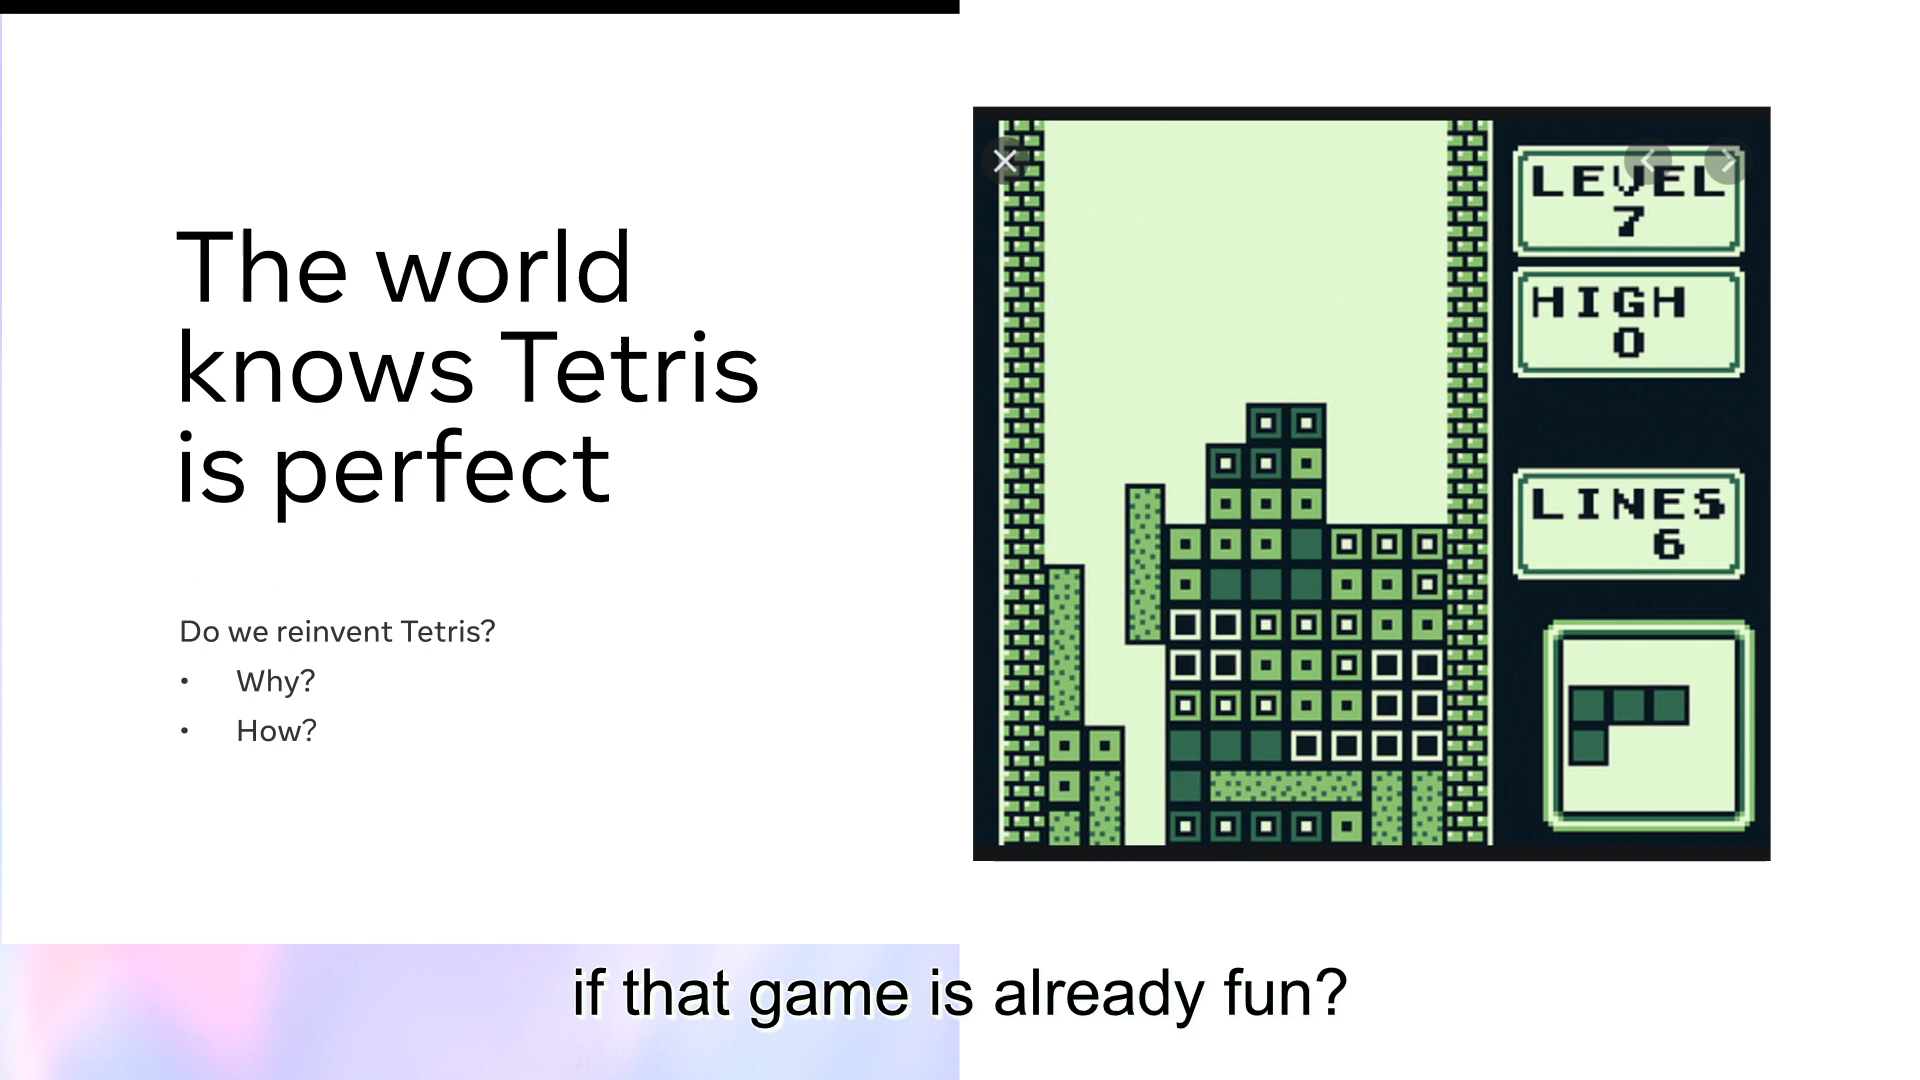 The world
knows Tetris
is perfect
Do we reinvent Tetris?
• Why?
• How?
LEVEL
7
HIGH
0
LINES
6
if that game is already fun?